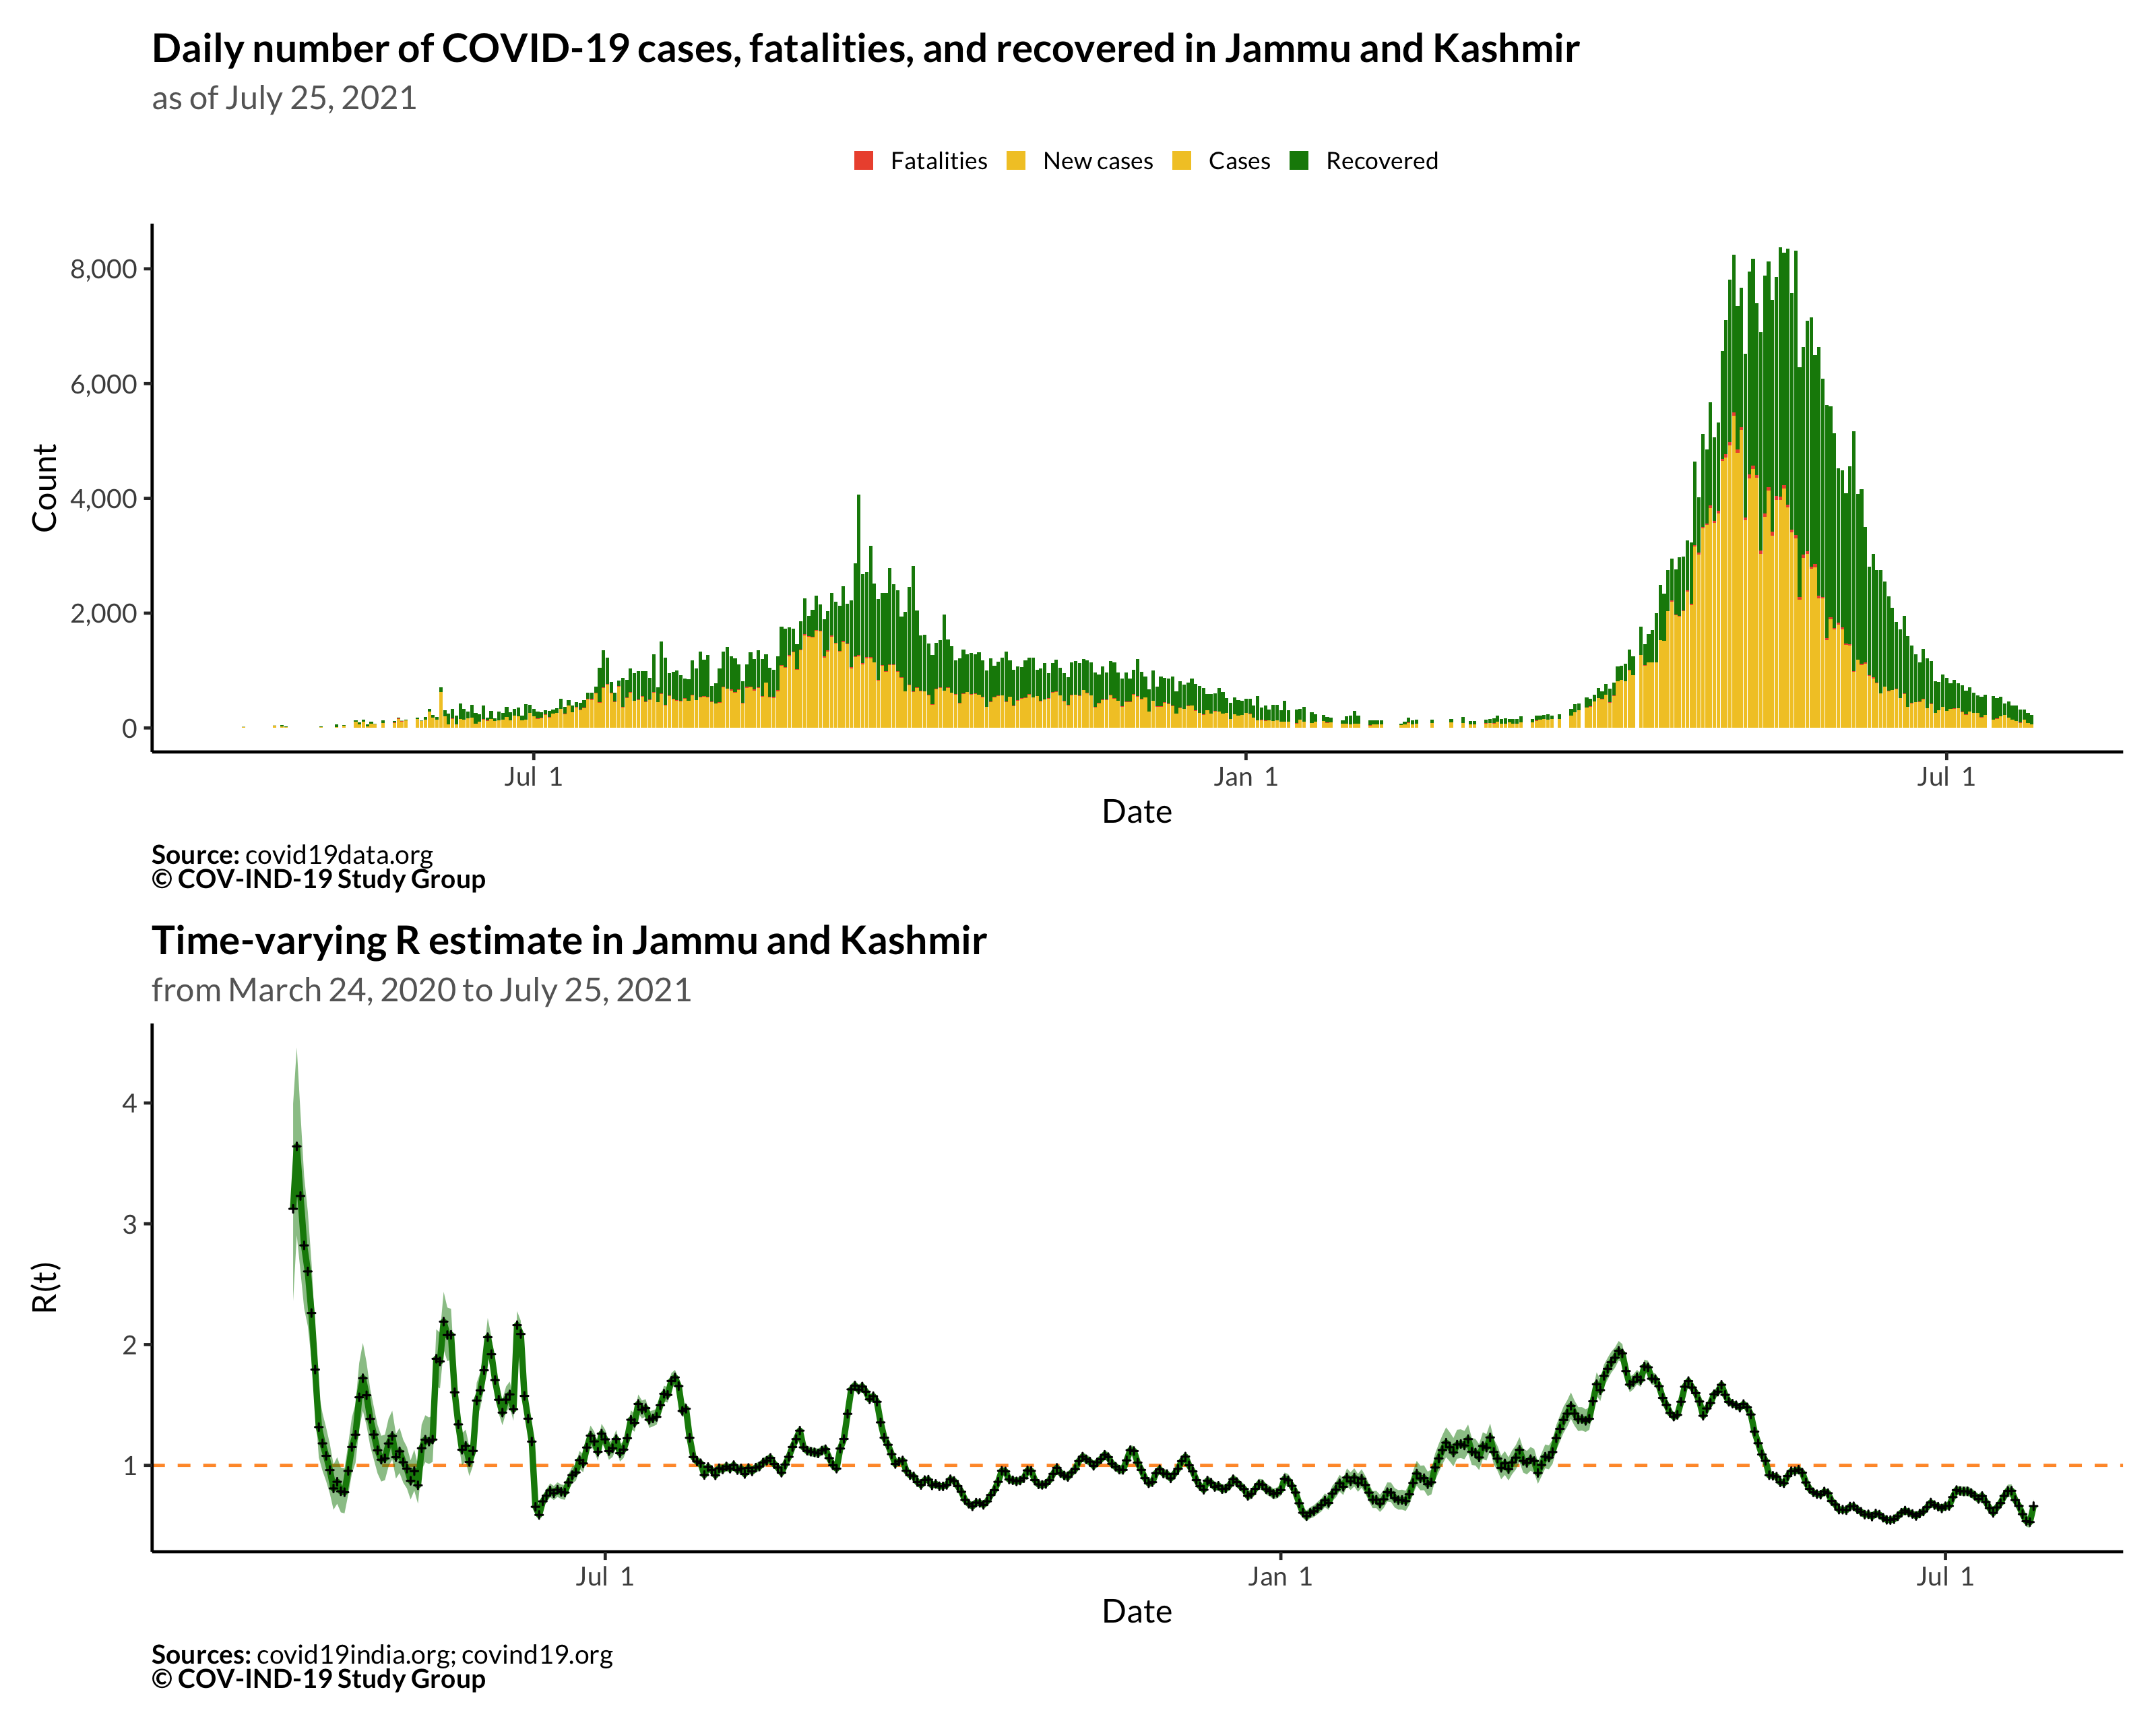 Daily number of COVID-19 cases, fatalities, and recovered in Jammu and Kashmir
as of July 25, 2021
Fatalities New cases Cases Recovered
Count
8,000
6,000
4,000
2,000
0
Jul 1 Jan 1 Jul 1
Date
Source: covid19data.org
© COV-IND-19 Study Group
Time-varying R estimate in Jammu and Kashmir
from March 24, 2020 to July 25, 2021
R(t)
4
3
2
1
Jul 1 Jan 1 Jul 1
Date
Sources: covid19india.org; covind19.org
© COV-IND-19 Study Group